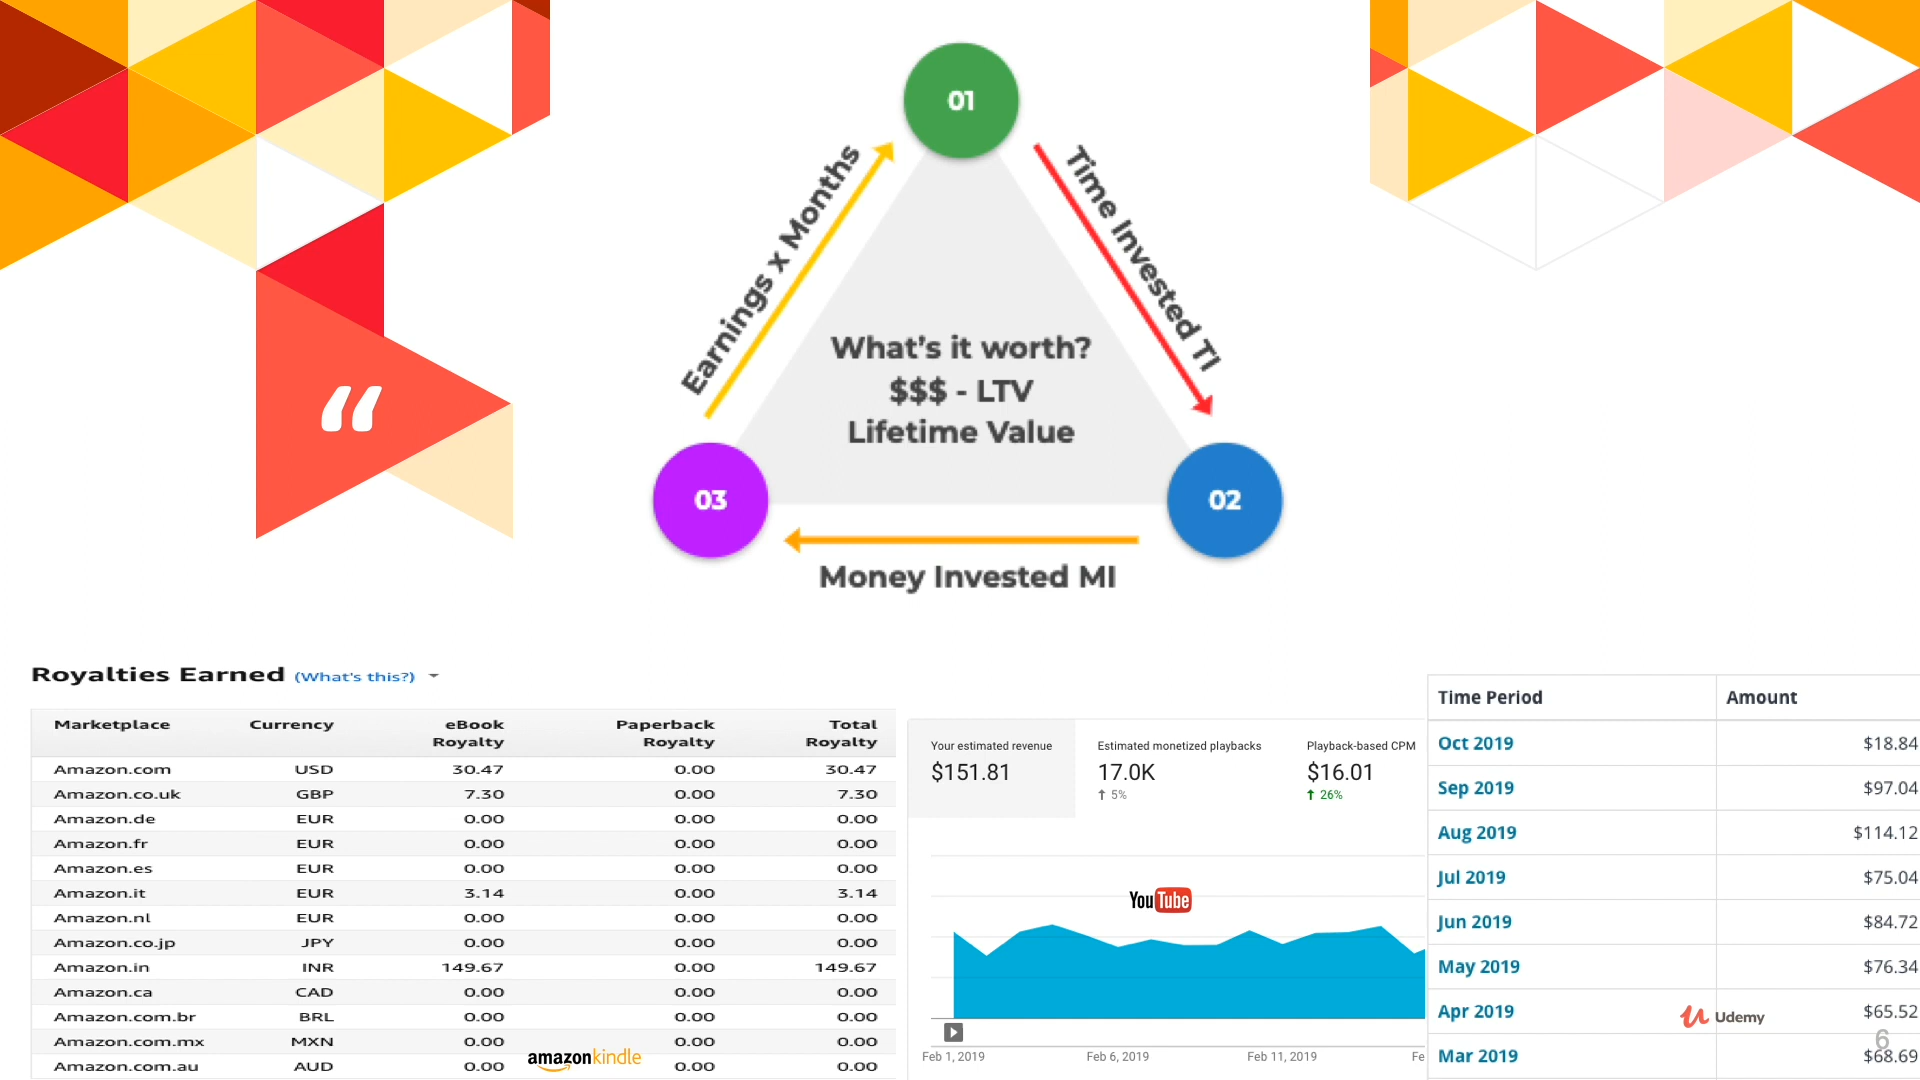 01
Earnings x Months
Time Invested TI
What's it worth?
$$$ - LTV
Lifetime Value
03
02
Money Invested MI
“
Royalties Earned (What's this?)
Marketplace Currency eBook Royalty Paperback Royalty Total Royalty
Amazon.com USD 30.47 0.00 30.47
Amazon.co.uk GBP 7.30 0.00 7.30
Amazon.de EUR 0.00 0.00 0.00
Amazon.fr EUR 0.00 0.00 0.00
Amazon.es EUR 0.00 0.00 0.00
Amazon.it EUR 3.14 0.00 3.14
Amazon.nl EUR 0.00 0.00 0.00
Amazon.co.jp JPY 0.00 0.00 0.00
Amazon.in INR 149.67 0.00 149.67
Amazon.ca CAD 0.00 0.00 0.00
Amazon.com.br BRL 0.00 0.00 0.00
Amazon.com.mx MXN 0.00 0.00 0.00
Amazon.com.au AUD 0.00 0.00 0.00
amazonkindle
Your estimated revenue Estimated monetized playbacks Playback-based CPM
$151.81 17.0K $16.01
5% 26%
YouTube
Feb 1, 2019 Feb 6, 2019 Feb 11, 2019 Fe
Time Period Amount
Oct 2019 $18.84
Sep 2019 $97.04
Aug 2019 $114.12
Jul 2019 $75.04
Jun 2019 $84.72
May 2019 $76.34
Apr 2019 $65.52
Mar 2019 $68.69
Udemy
6